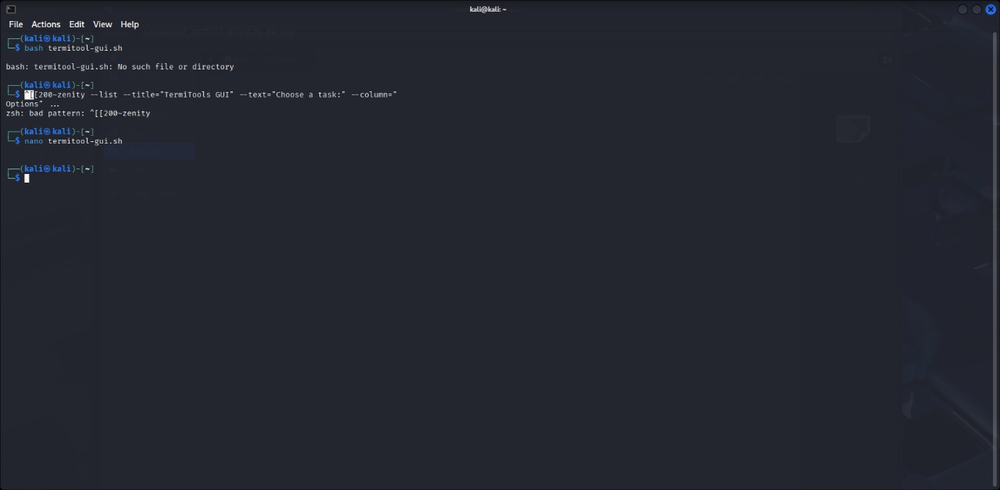 kali@kali: ~
File Actions Edit View Help
┌──(kali㉿kali)-[~]
└─$ bash termitool-gui.sh
bash: termitool-gui.sh: No such file or directory
┌──(kali㉿kali)-[~]
└─$ ^[[200~zenity --list --title="TermiTools GUI" --text="Choose a task:" --column="
Options" ...
zsh: bad pattern: ^[[200~zenity
┌──(kali㉿kali)-[~]
└─$ nano termitool-gui.sh
┌──(kali㉿kali)-[~]
└─$